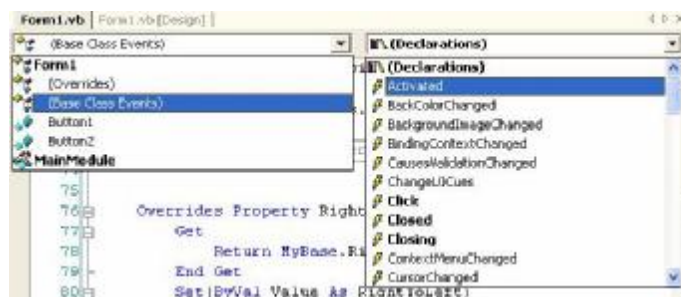 Form1.vb Form1.vb [Design]
(Base Class Events)
(Declarations)
Form1
(Overrides)
(Base Class Events)
Button1
Button2
MainModule
(Declarations)
Activated
BackColorChanged
BackgroundImageChanged
BindingContextChanged
CausesValidationChanged
ChangeUICues
Click
Closed
Closing
ContextMenuChanged
CursorChanged
75
76 Overrides Property Right
77 Get
78 Return MyBase.Ri
79 End Get
80 Set(ByVal Value As RightToLeft)